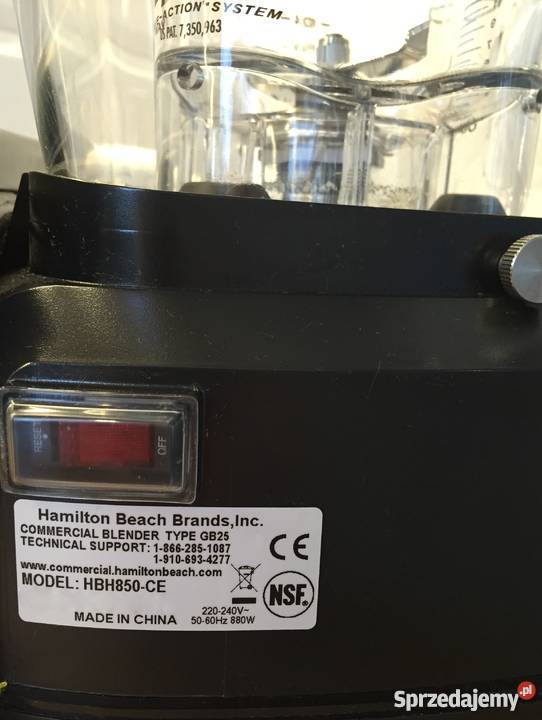 -ACTION™ SYSTEM
PAT. 7,350,963
RESET
OFF
Hamilton Beach Brands,Inc.
COMMERCIAL BLENDER TYPE GB25
TECHNICAL SUPPORT: 1-866-285-1087
1-910-693-4277
www.commercial.hamiltonbeach.com
MODEL: HBH850-CE
CE
NSF®
MADE IN CHINA
220-240V~
50-60Hz 880W
Sprzedajemy.pl